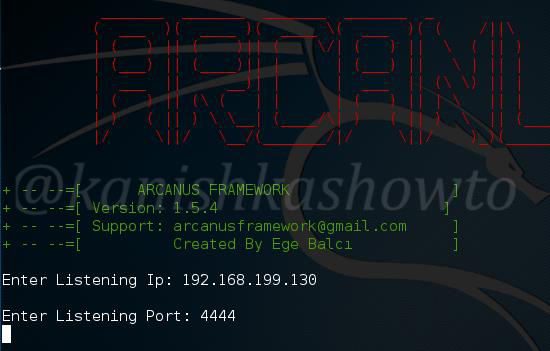 @kanishkashowto
+ -- --=[ ARCANUS FRAMEWORK ]
+ -- --=[ Version: 1.5.4 ]
+ -- --=[ Support: arcanusframework@gmail.com ]
+ -- --=[ Created By Ege Balcı ]
Enter Listening Ip: 192.168.199.130
Enter Listening Port: 4444